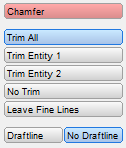 Chamfer
Trim All
Trim Entity 1
Trim Entity 2
No Trim
Leave Fine Lines
Draftline No Draftline